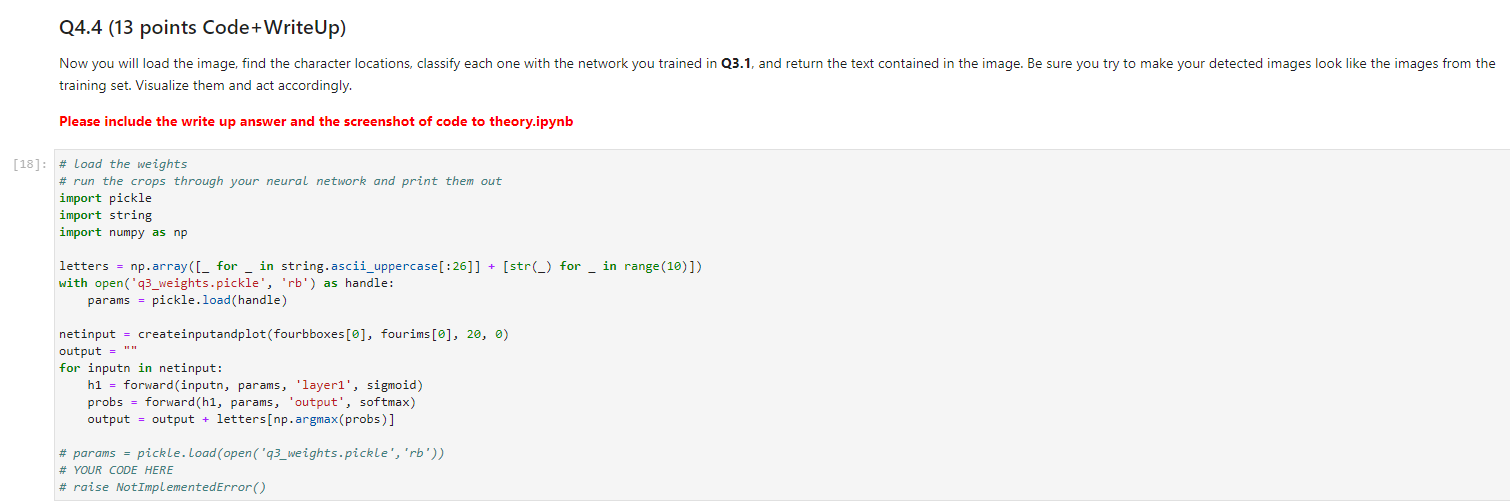 Q4.4 (13 points Code+WriteUp)
Now you will load the image, find the character locations, classify each one with the network you trained in Q3.1, and return the text contained in the image. Be sure you try to make your detected images look like the images from the
training set. Visualize them and act accordingly.
Please include the write up answer and the screenshot of code to theory.ipynb
[18]: # load the weights
# run the crops through your neural network and print them out
import pickle
import string
import numpy as np
letters = np.array([_ for _ in string.ascii_uppercase[:26]] + [str(_) for _ in range(10)])
with open('q3_weights.pickle', 'rb') as handle:
    params = pickle.load(handle)
netinput = createinputandplot(fourbboxes[0], fourims[0], 20, 0)
output = ""
for inputn in netinput:
    h1 = forward(inputn, params, 'layer1', sigmoid)
    probs = forward(h1, params, 'output', softmax)
    output = output + letters[np.argmax(probs)]
# params = pickle.load(open('q3_weights.pickle','rb'))
# YOUR CODE HERE
# raise NotImplementedError()